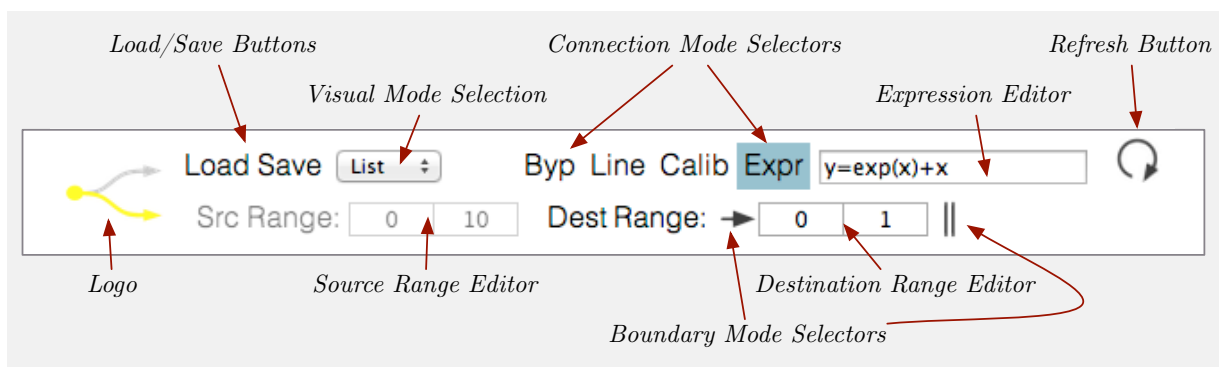 Load/Save Buttons
Connection Mode Selectors
Refresh Button
Visual Mode Selection
Expression Editor
Load Save List Byp Line Calib Expr y=exp(x)+x
Src Range: 0 10 Dest Range: 0 1
Logo
Source Range Editor
Destination Range Editor
Boundary Mode Selectors